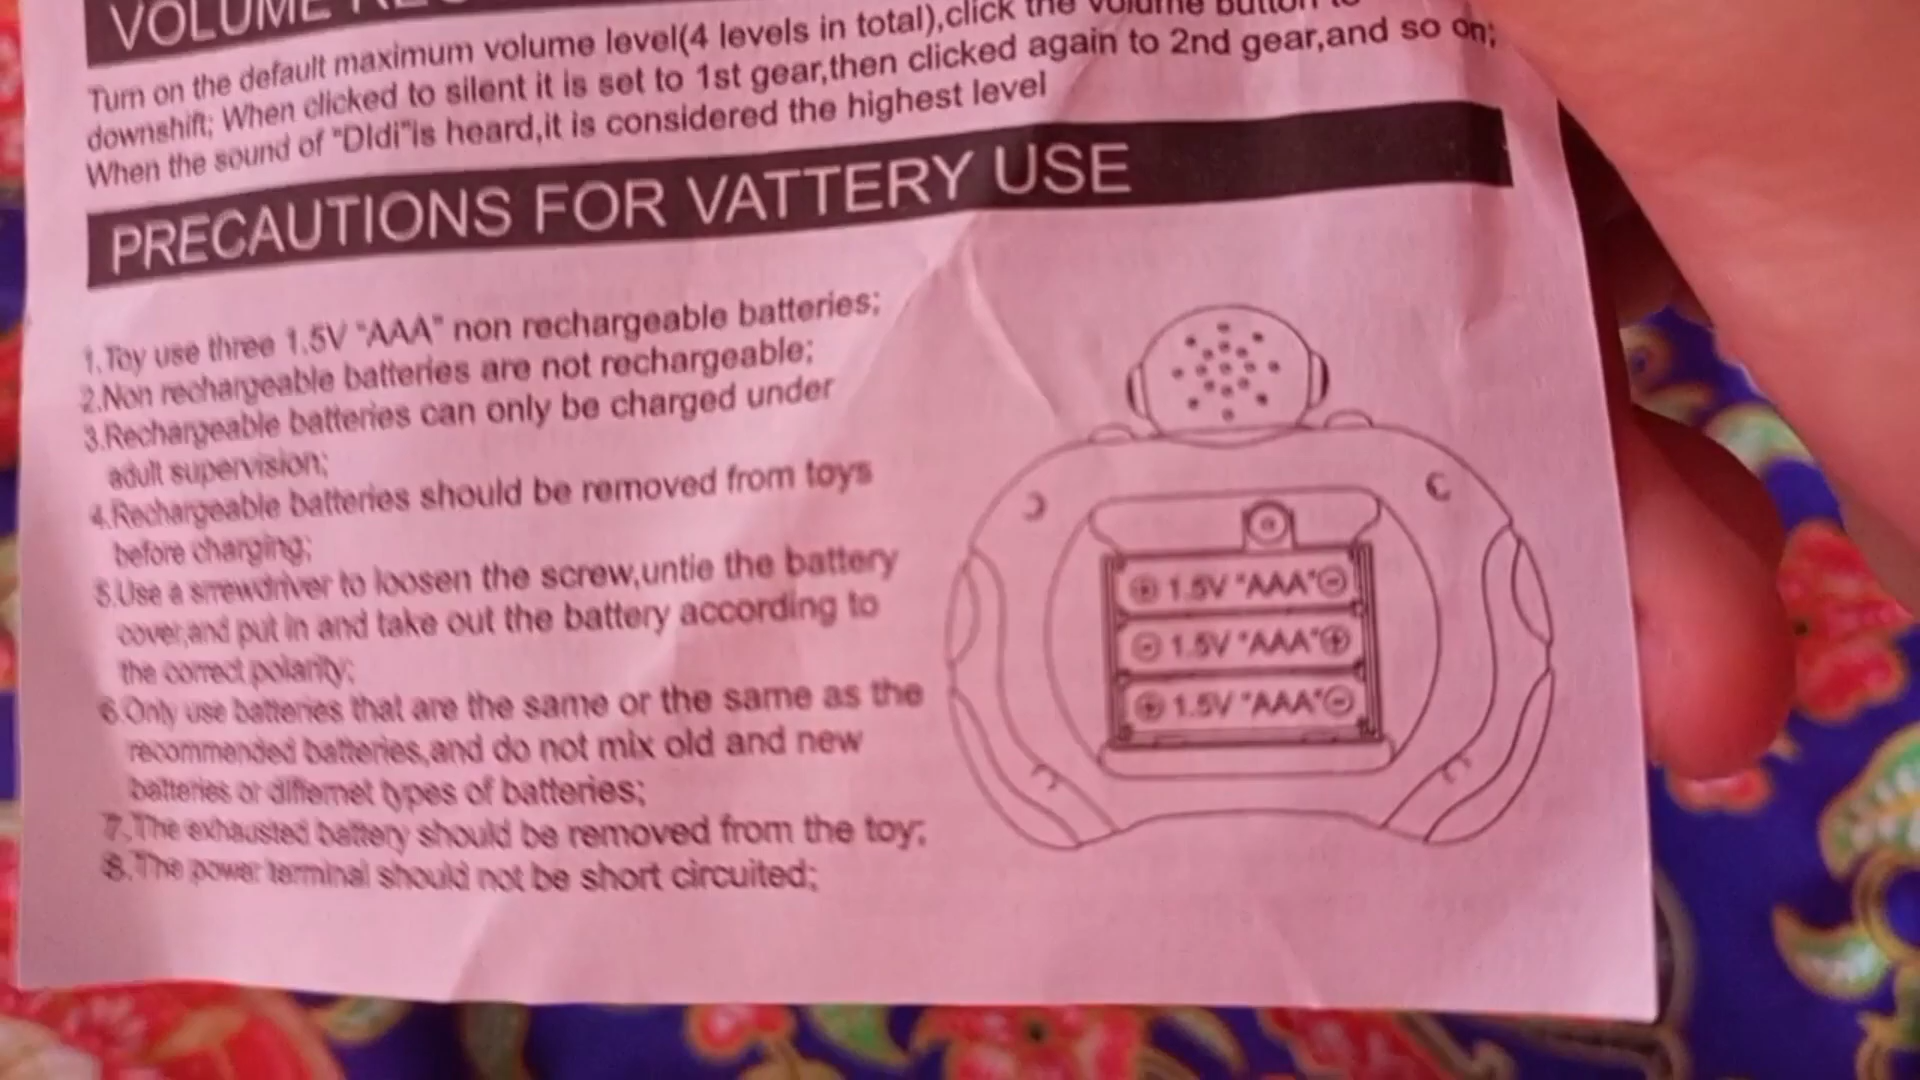 VOLUME
Turn on the default maximum volume level(4 levels in total),click the volume button to
downshift; When clicked to silent it is set to 1st gear,then clicked again to 2nd gear,and so on;
When the sound of "DIdi"is heard,it is considered the highest level
PRECAUTIONS FOR VATTERY USE
1.Toy use three 1.5V "AAA" non rechargeable batteries;
2.Non rechargeable batteries are not rechargeable;
3.Rechargeable batteries can only be charged under
adult supervision;
4.Rechargeable batteries should be removed from toys
before charging;
5.Use a srrewdriver to loosen the screw,untie the battery
cover,and put in and take out the battery according to
the correct polarity;
6.Only use batteries that are the same or the same as the
recommended batteries,and do not mix old and new
batteries or differnet types of batteries;
7.The exhausted battery should be removed from the toy;
8.The power terminal should not be short circuited;
⊕ 1.5V "AAA"⊖
⊖ 1.5V "AAA"⊕
⊕ 1.5V "AAA"⊖